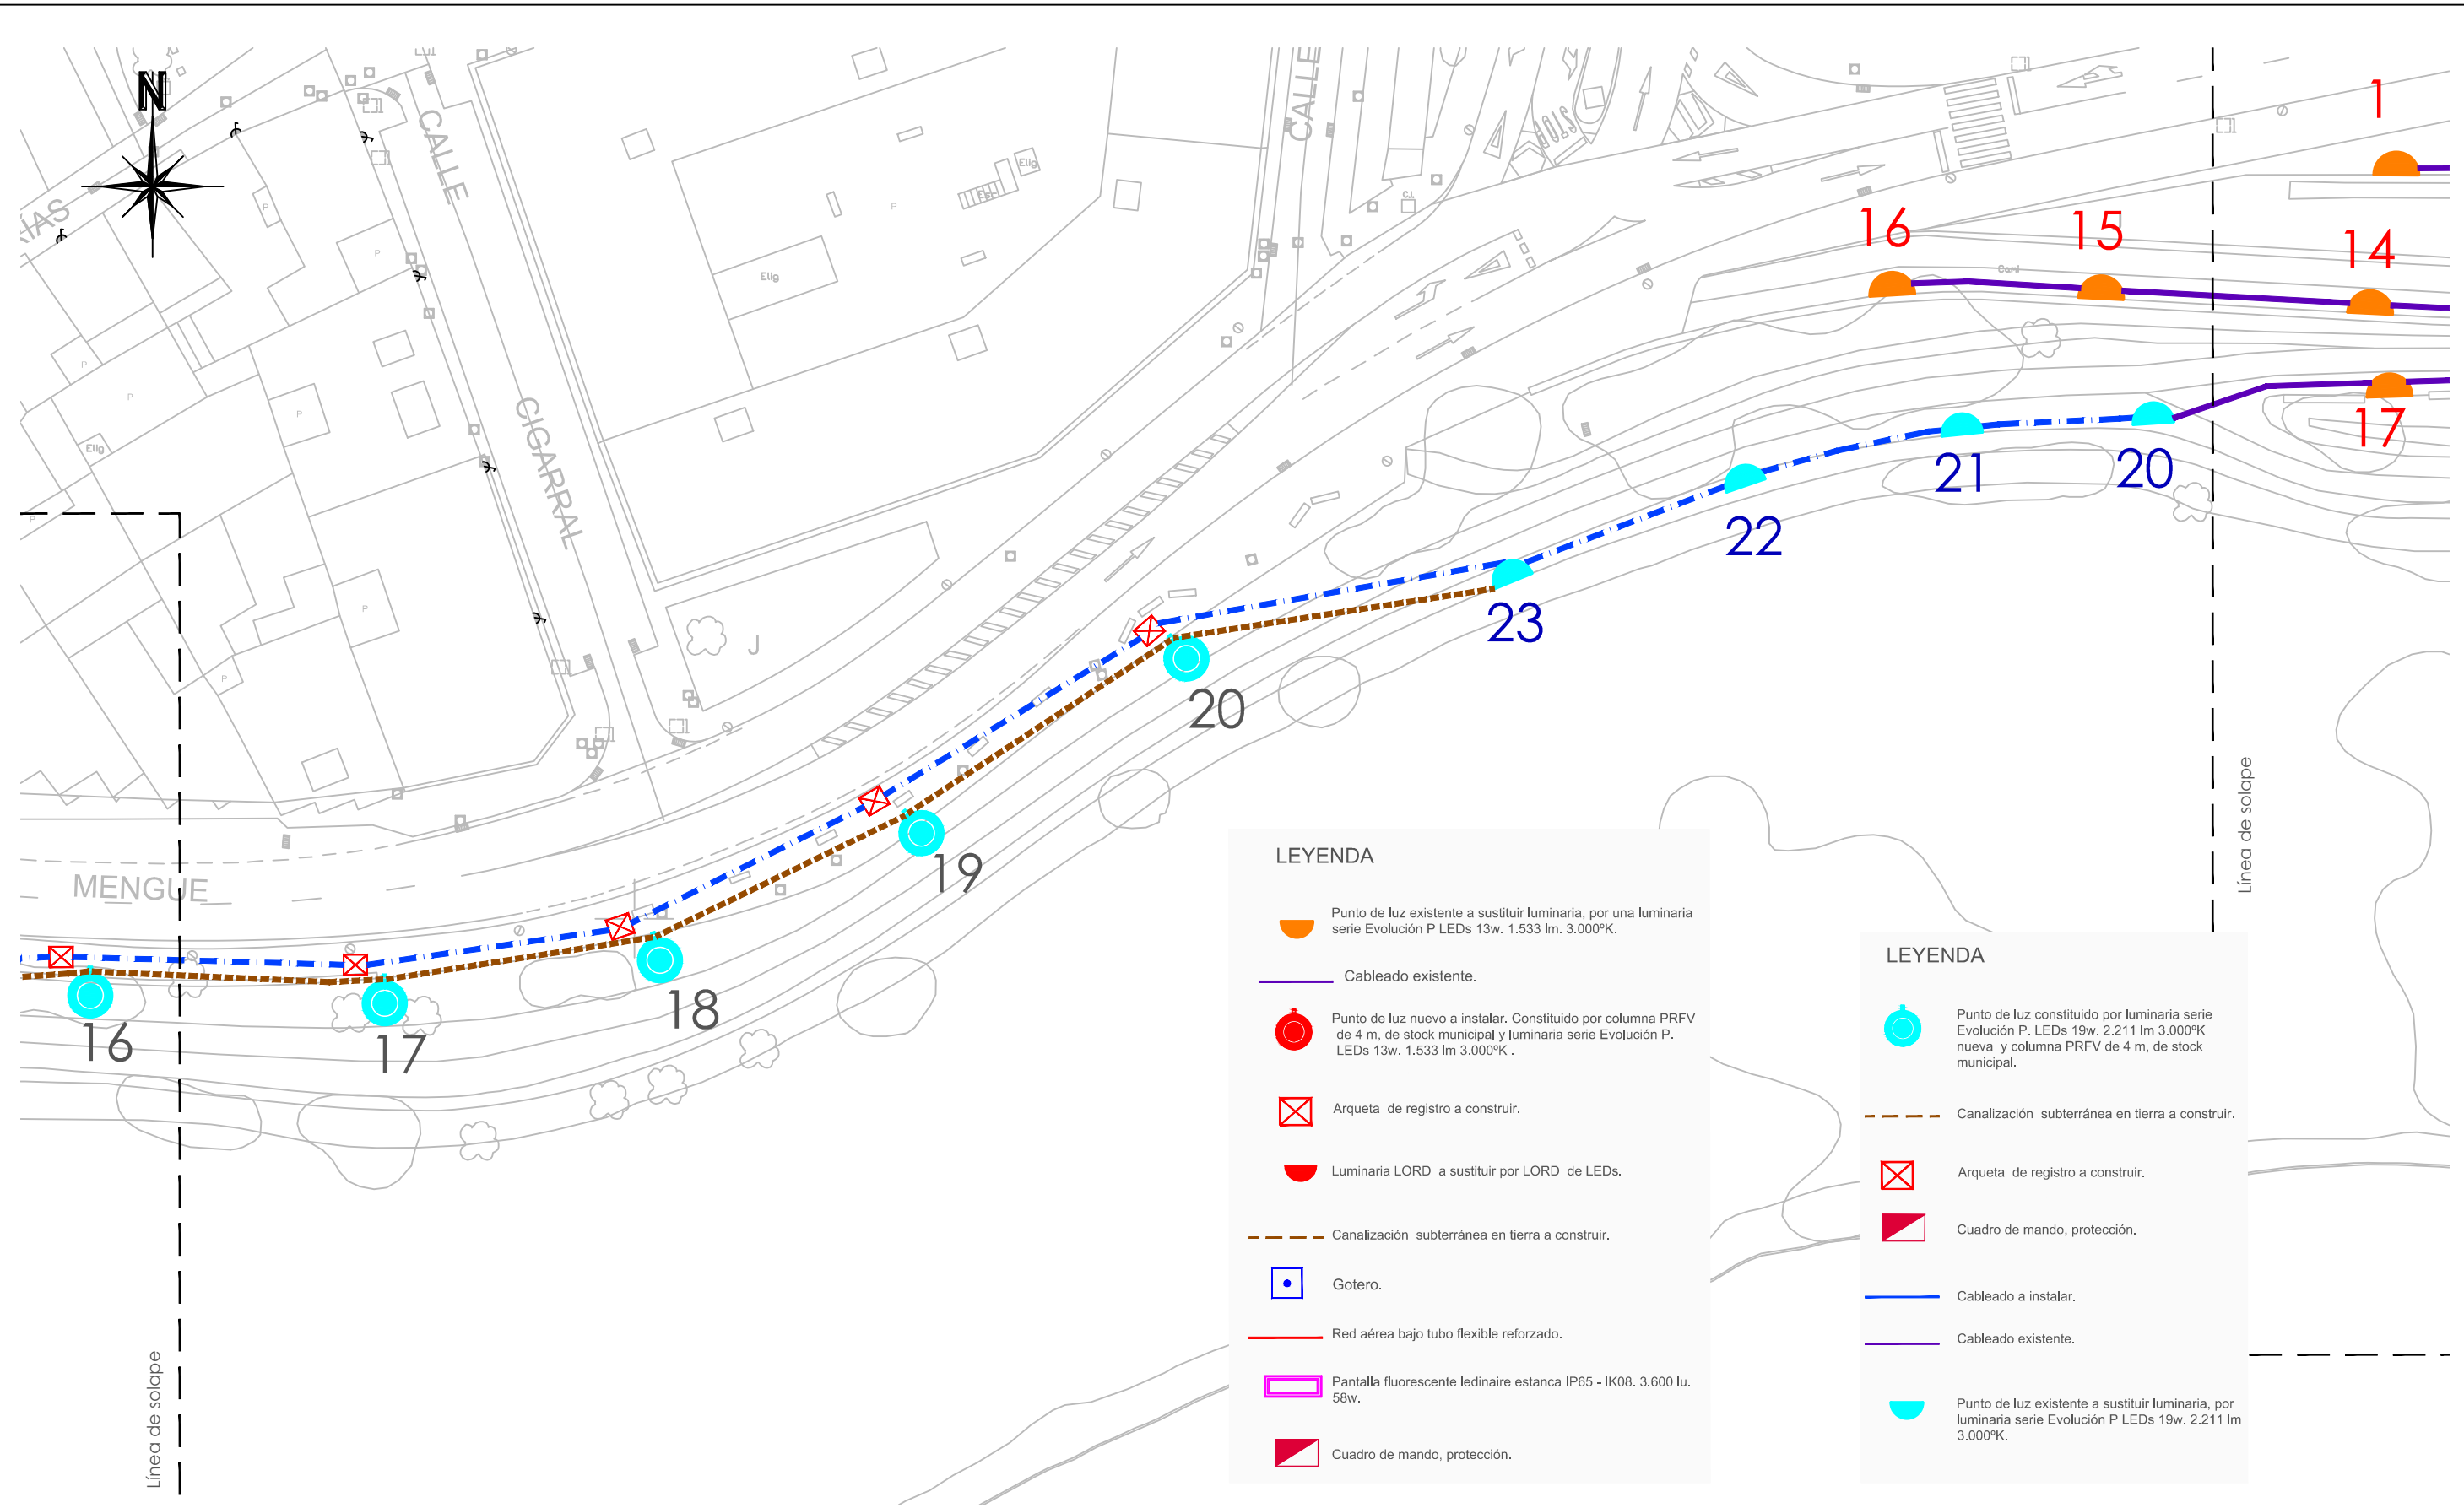 N
CALLE
CALLE
BUS
Elig
C.I.
P
P
P
Elig
1
16
15
14
Cami
P
P
P
Elig
P
CIGARRAL
17
21
20
22
P
P
J
23
P
20
19
MENGUE
18
16
17
Línea de solape
Línea de solape
LEYENDA
Punto de luz existente a sustituir luminaria, por una luminaria
serie Evolución P LEDs 13w. 1.533 lm. 3.000ºK.
Cableado existente.
Punto de luz nuevo a instalar. Constituido por columna PRFV
de 4 m, de stock municipal y luminaria serie Evolución P.
LEDs 13w. 1.533 lm 3.000ºK .
Arqueta de registro a construir.
Luminaria LORD a sustituir por LORD de LEDs.
Canalización subterránea en tierra a construir.
Gotero.
Red aérea bajo tubo flexible reforzado.
Pantalla fluorescente ledinaire estanca IP65 - IK08. 3.600 lu.
58w.
Cuadro de mando, protección.
LEYENDA
Punto de luz constituido por luminaria serie
Evolución P. LEDs 19w. 2.211 lm 3.000ºK
nueva y columna PRFV de 4 m, de stock
municipal.
Canalización subterránea en tierra a construir.
Arqueta de registro a construir.
Cuadro de mando, protección.
Cableado a instalar.
Cableado existente.
Punto de luz existente a sustituir luminaria, por
luminaria serie Evolución P LEDs 19w. 2.211 lm
3.000ºK.